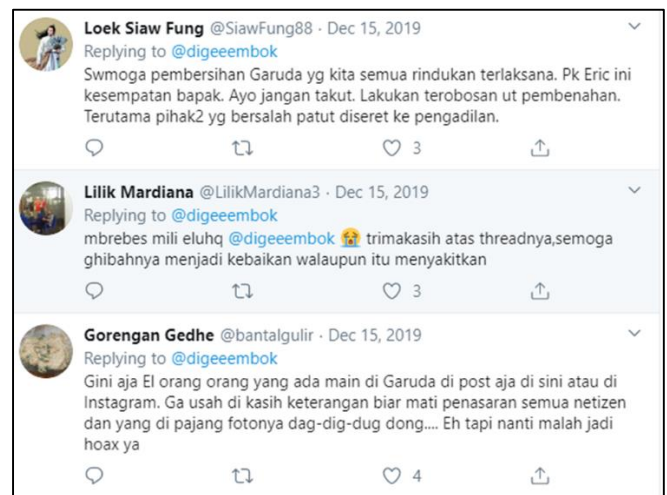 Loek Siaw Fung @SiawFung88 · Dec 15, 2019
Replying to @digeeembok
Swmoga pembersihan Garuda yg kita semua rindukan terlaksana. Pk Eric ini
kesempatan bapak. Ayo jangan takut. Lakukan terobosan ut pembenahan.
Terutama pihak2 yg bersalah patut diseret ke pengadilan.
3
Lilik Mardiana @LilikMardiana3 · Dec 15, 2019
Replying to @digeeembok
mbrebes mili eluhq @digeeembok 😭 trimakasih atas threadnya,semoga
ghibahnya menjadi kebaikan walaupun itu menyakitkan
3
Gorengan Gedhe @bantalgulir · Dec 15, 2019
Replying to @digeeembok
Gini aja El orang orang yang ada main di Garuda di post aja di sini atau di
Instagram. Ga usah di kasih keterangan biar mati penasaran semua netizen
dan yang di pajang fotonya dag-dig-dug dong.... Eh tapi nanti malah jadi
hoax ya
4